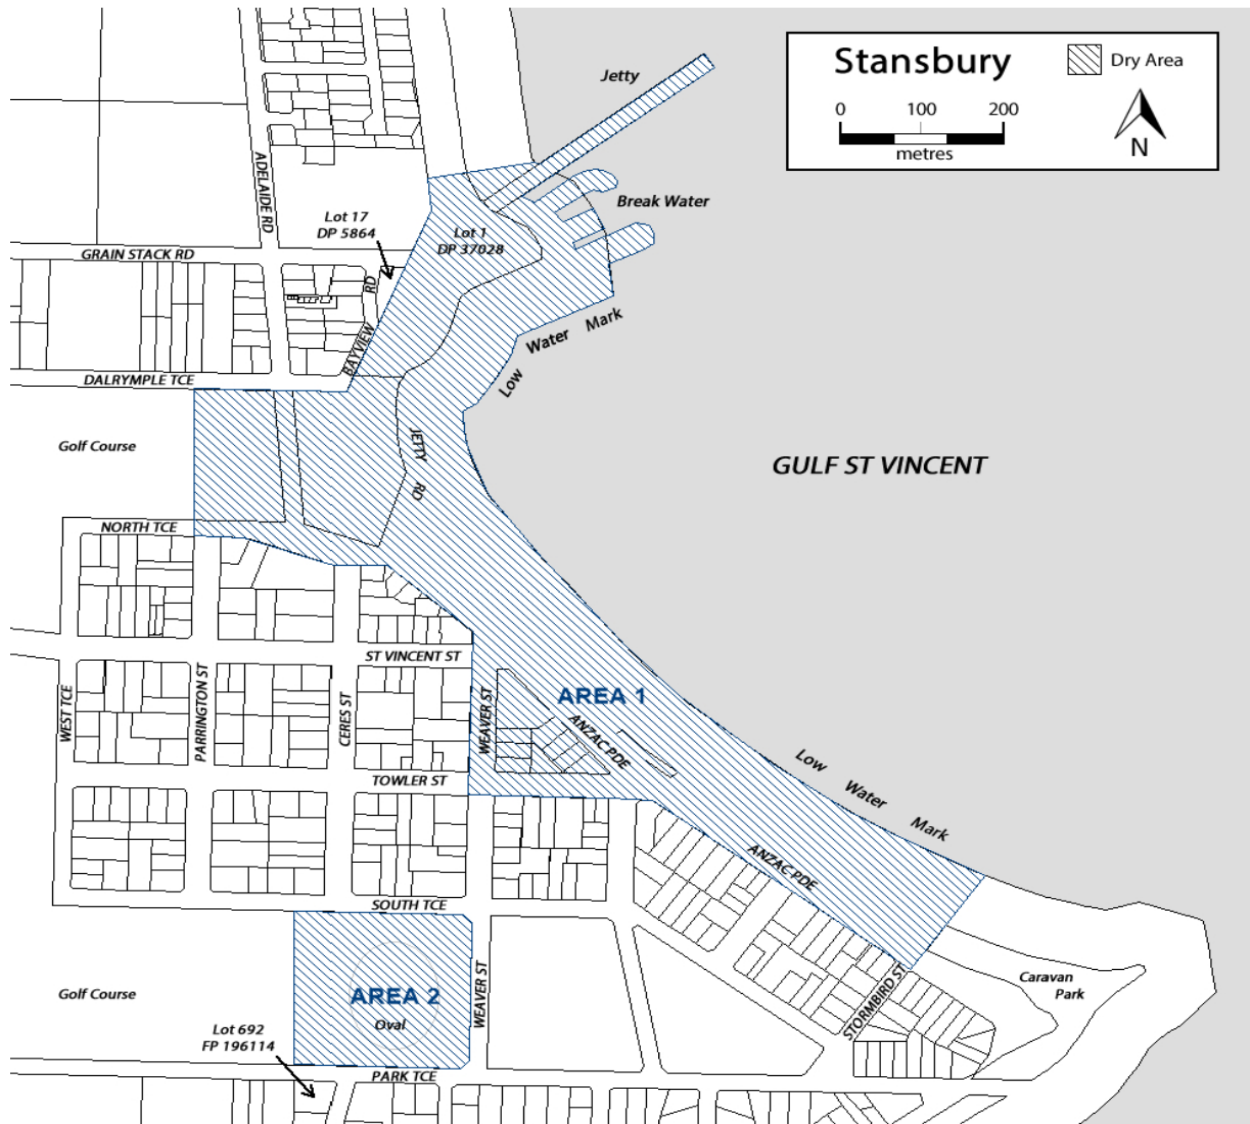 Stansbury
Dry Area
0 100 200
metres
N
Jetty
Break Water
ADELAIDE RD
Lot 17
DP 5864
Lot 1
DP 37028
GRAIN STACK RD
BAYVIEW RD
Low Water Mark
DALRYMPLE TCE
Golf Course
JETTY RD
GULF ST VINCENT
NORTH TCE
ST VINCENT ST
WEST TCE
PARRINGTON ST
CERES ST
WEAVER ST
AREA 1
ANZAC PDE
TOWLER ST
Low Water Mark
ANZAC PDE
SOUTH TCE
Golf Course
AREA 2
Oval
WEAVER ST
STORMBIRD ST
Caravan
Park
Lot 692
FP 196114
PARK TCE